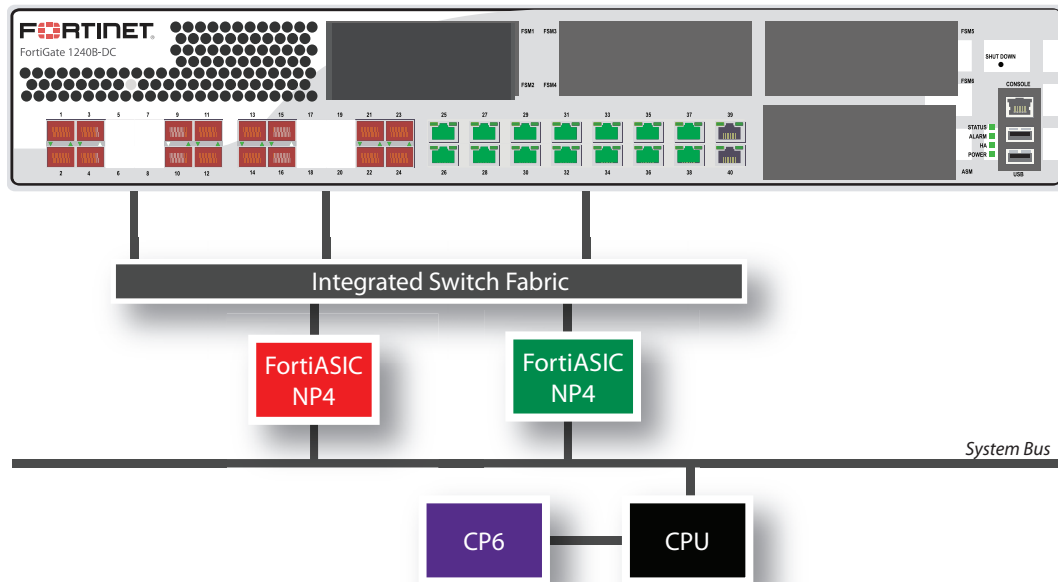 FORTINET.
FortiGate 1240B-DC
FSM1 FSM3
FSM5
SHUT DOWN
FSM2 FSM4
FSM6
CONSOLE
1 3 5 7 9 11 13 15 17 19 21 23 25 27 29 31 33 35 37 39
STATUS
ALARM
HA
POWER
2 4 6 8 10 12 14 16 18 20 22 24 26 28 30 32 34 36 38 40
ASM
USB
Integrated Switch Fabric
FortiASIC
NP4
FortiASIC
NP4
System Bus
CP6
CPU